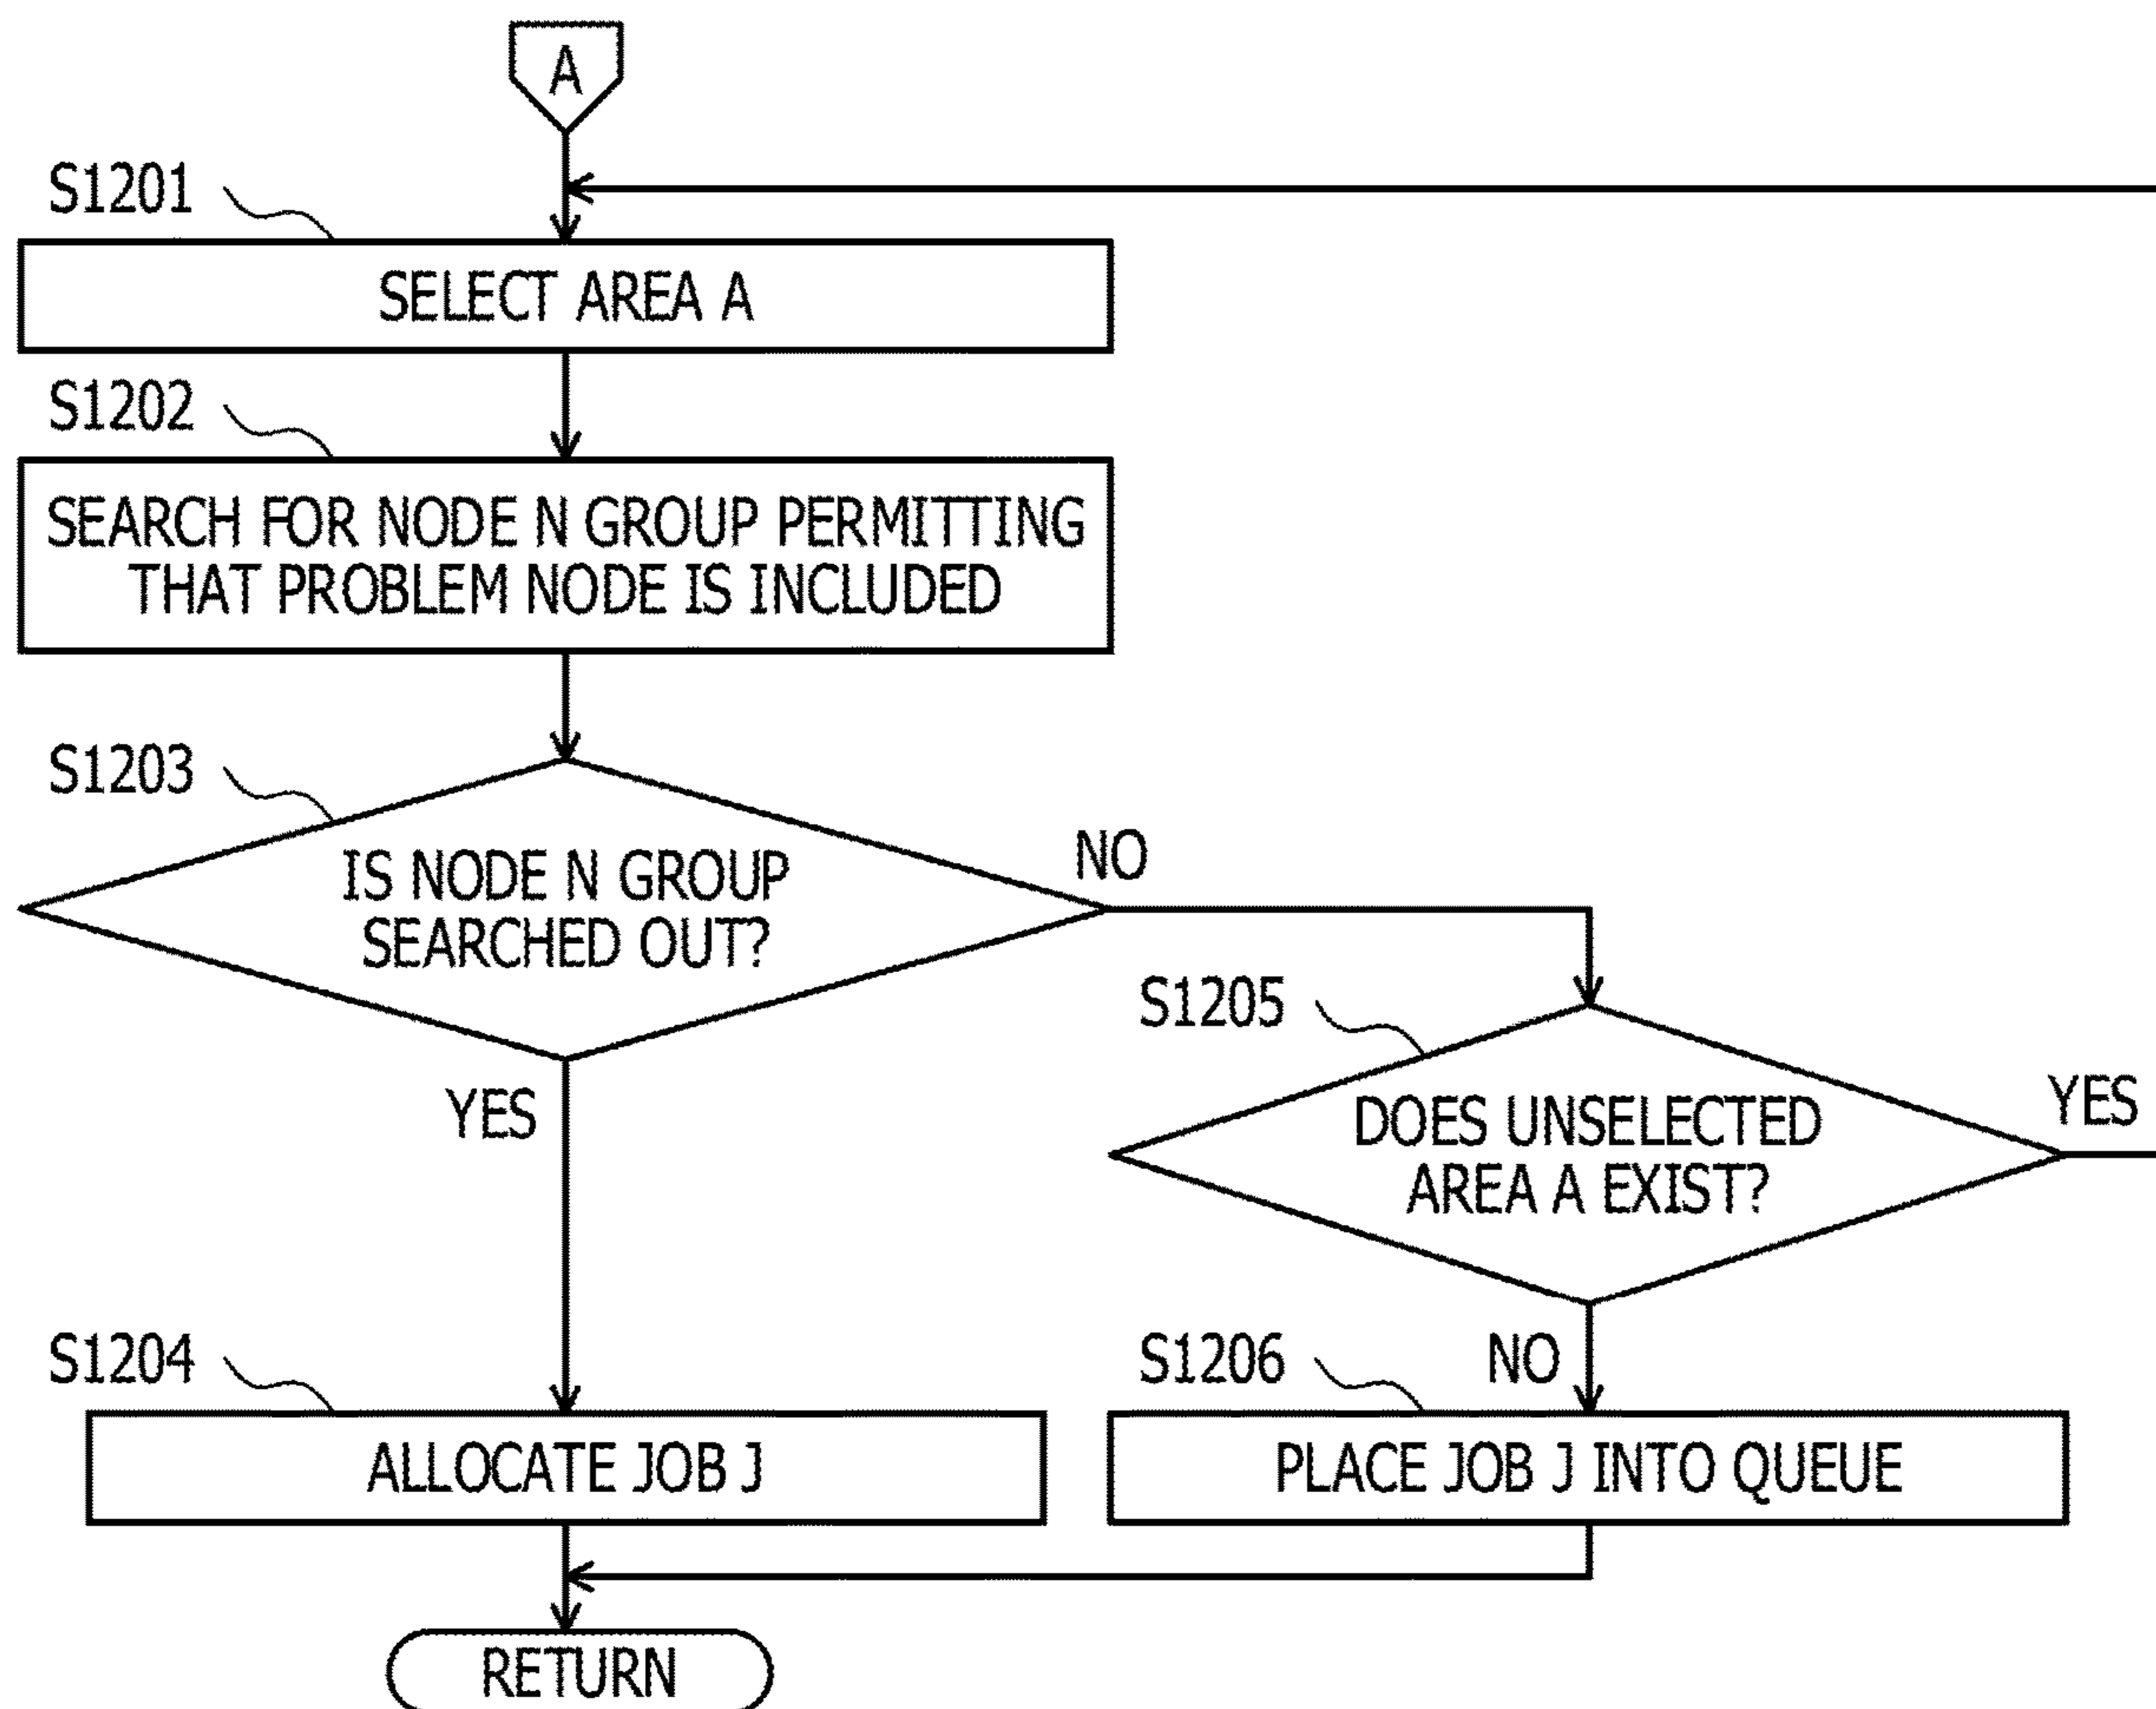 A
S1201
SELECT AREA A
S1202
SEARCH FOR NODE N GROUP PERMITTING
THAT PROBLEM NODE IS INCLUDED
S1203
IS NODE N GROUP
SEARCHED OUT?
NO
YES
S1205
DOES UNSELECTED
AREA A EXIST?
YES
NO
S1204
ALLOCATE JOB J
S1206
PLACE JOB J INTO QUEUE
RETURN